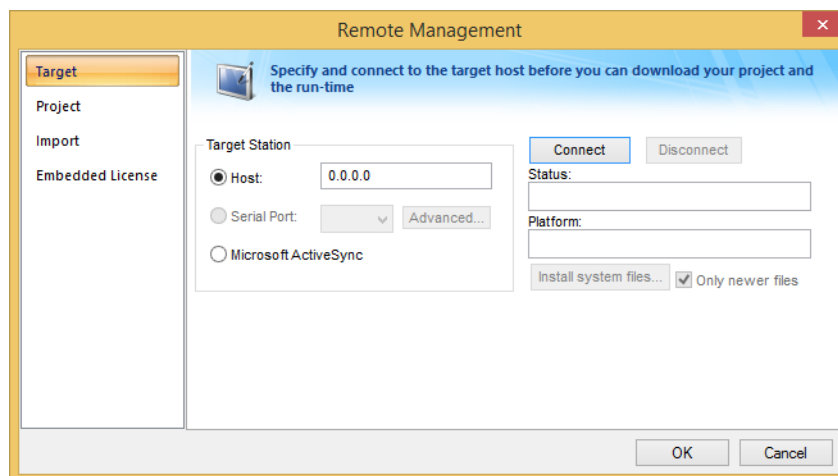 Remote Management
Target
Project
Import
Embedded License
Specify and connect to the target host before you can download your project and
the run-time
Target Station
Host:
0.0.0.0
Serial Port:
Advanced...
Microsoft ActiveSync
Connect
Disconnect
Status:
Platform:
Install system files...
Only newer files
OK
Cancel